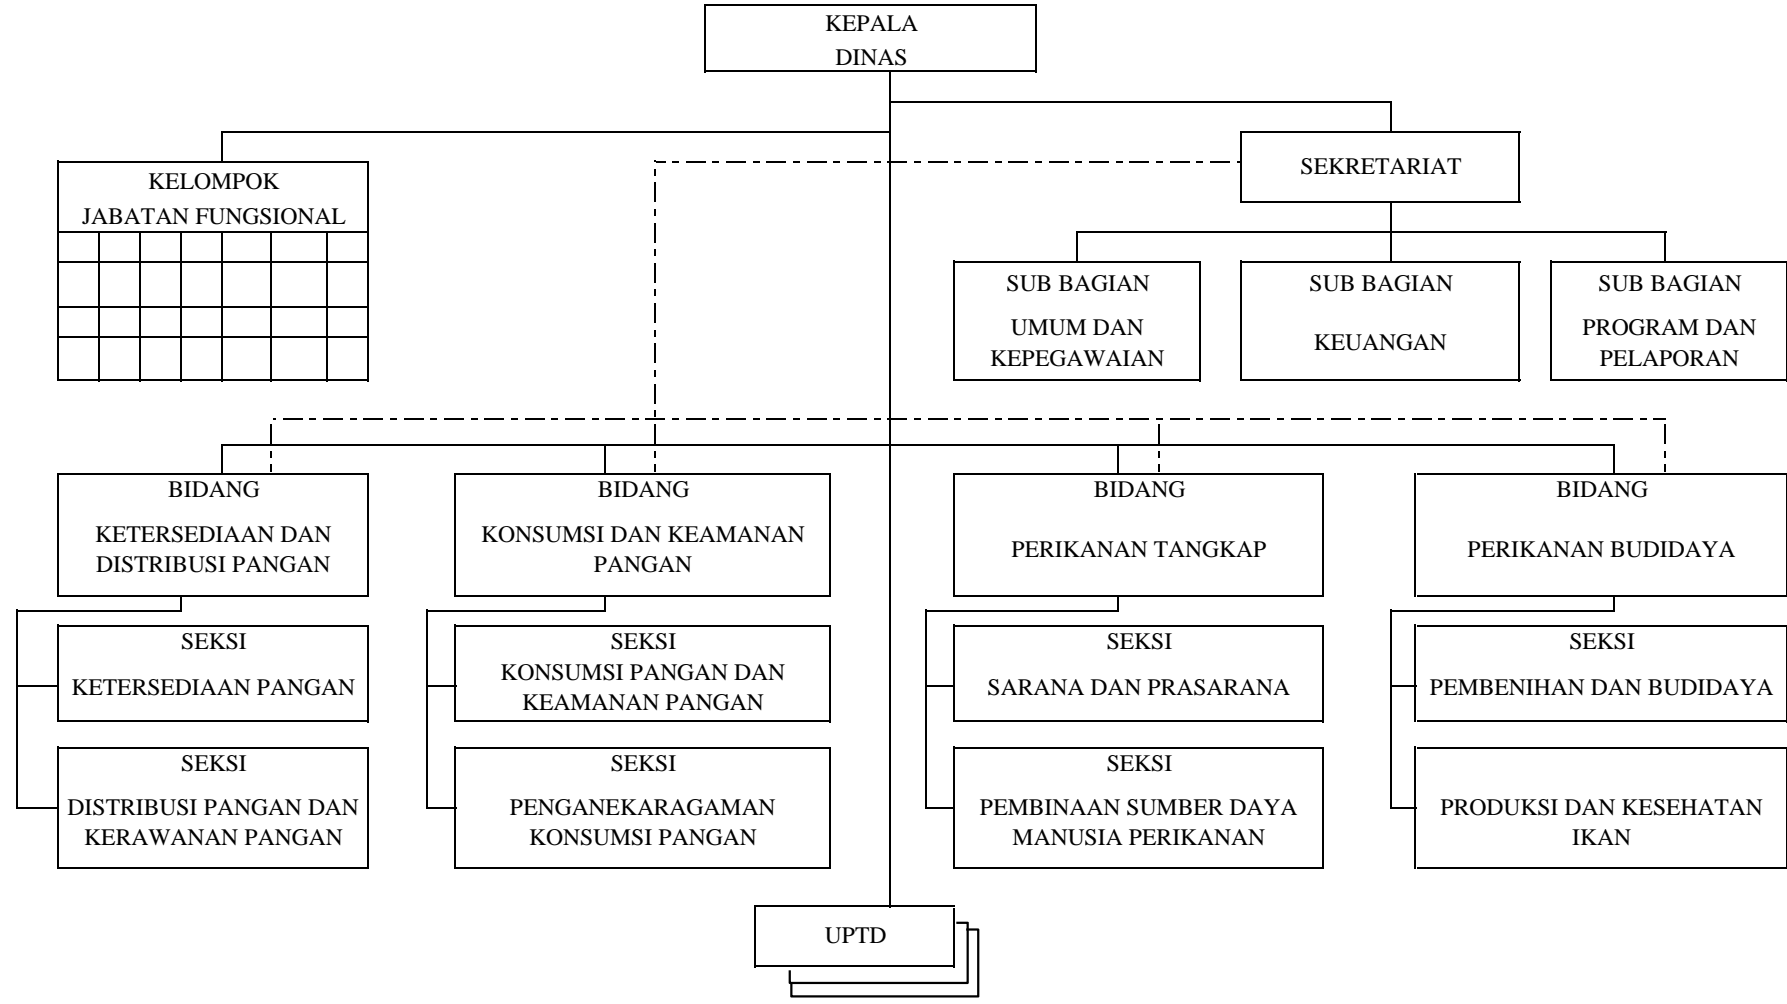 KEPALA
DINAS
SEKRETARIAT
KELOMPOK
JABATAN FUNGSIONAL
SUB BAGIAN
UMUM DAN
KEPEGAWAIAN
SUB BAGIAN
KEUANGAN
SUB BAGIAN
PROGRAM DAN
PELAPORAN
BIDANG
KETERSEDIAAN DAN
DISTRIBUSI PANGAN
BIDANG
KONSUMSI DAN KEAMANAN
PANGAN
BIDANG
PERIKANAN TANGKAP
BIDANG
PERIKANAN BUDIDAYA
SEKSI
KETERSEDIAAN PANGAN
SEKSI
KONSUMSI PANGAN DAN
KEAMANAN PANGAN
SEKSI
SARANA DAN PRASARANA
SEKSI
PEMBENIHAN DAN BUDIDAYA
SEKSI
DISTRIBUSI PANGAN DAN
KERAWANAN PANGAN
SEKSI
PENGANEKARAGAMAN
KONSUMSI PANGAN
SEKSI
PEMBINAAN SUMBER DAYA
MANUSIA PERIKANAN
PRODUKSI DAN KESEHATAN
IKAN
UPTD